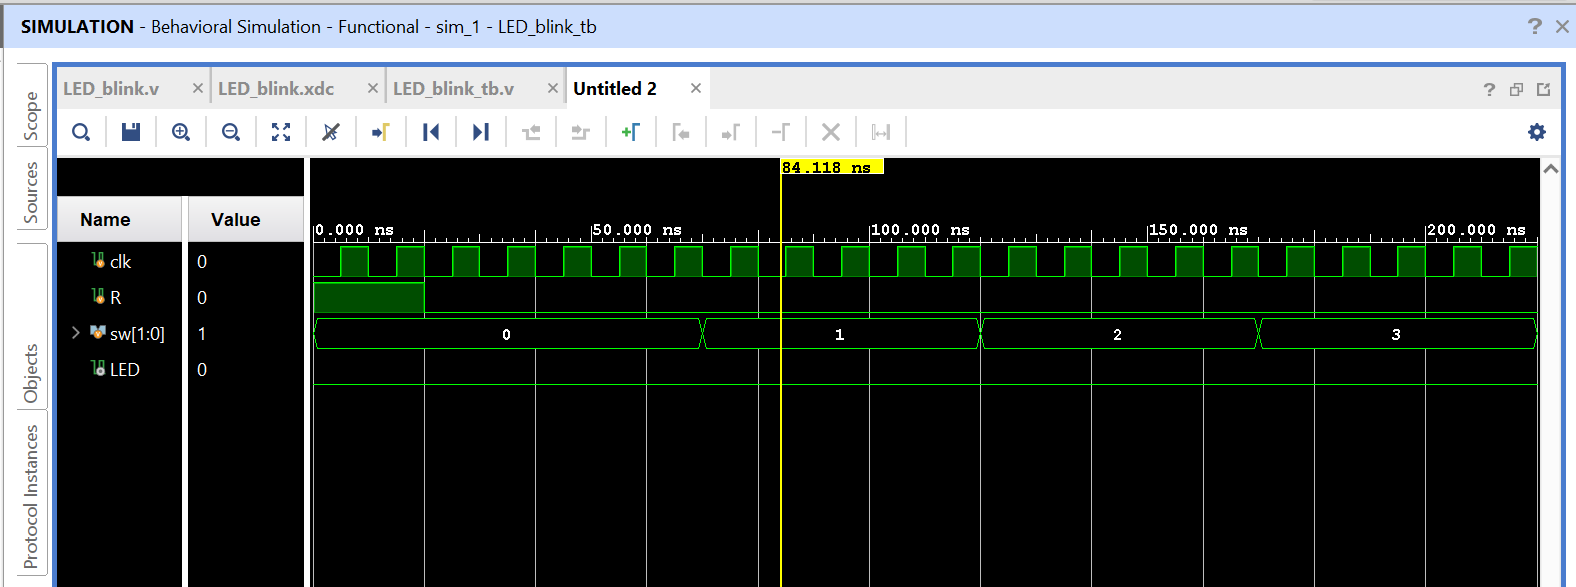 SIMULATION - Behavioral Simulation - Functional - sim_1 - LED_blink_tb
Scope
Sources
Objects
Protocol Instances
LED_blink.v
LED_blink.xdc
LED_blink_tb.v
Untitled 2
84.118 ns
Name Value
0.000 ns 50.000 ns 100.000 ns 150.000 ns 200.000 ns
clk 0
R 0
sw[1:0] 1 0 1 2 3
LED 0